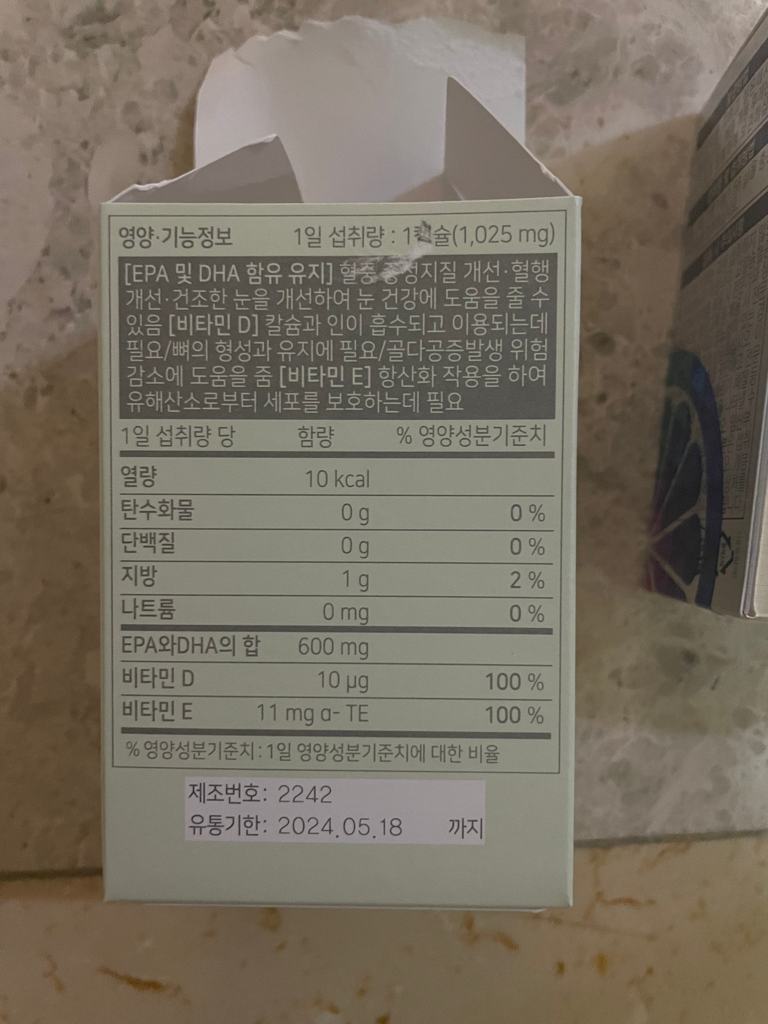 영양·기능정보 1일 섭취량 : 1캡슐(1,025 mg)
[EPA 및 DHA 함유 유지] 혈중 중성지질 개선·혈행
개선·건조한 눈을 개선하여 눈 건강에 도움을 줄 수
있음 [비타민 D] 칼슘과 인이 흡수되고 이용되는데
필요/뼈의 형성과 유지에 필요/골다공증발생 위험
감소에 도움을 줌 [비타민 E] 항산화 작용을 하여
유해산소로부터 세포를 보호하는데 필요
1일 섭취량 당 함량 % 영양성분기준치
열량 10 kcal
탄수화물 0 g 0 %
단백질 0 g 0 %
지방 1 g 2 %
나트륨 0 mg 0 %
EPA와DHA의 합 600 mg
비타민 D 10 μg 100 %
비타민 E 11 mg α- TE 100 %
% 영양성분기준치 : 1일 영양성분기준치에 대한 비율
제조번호: 2242
유통기한: 2024.05.18 까지